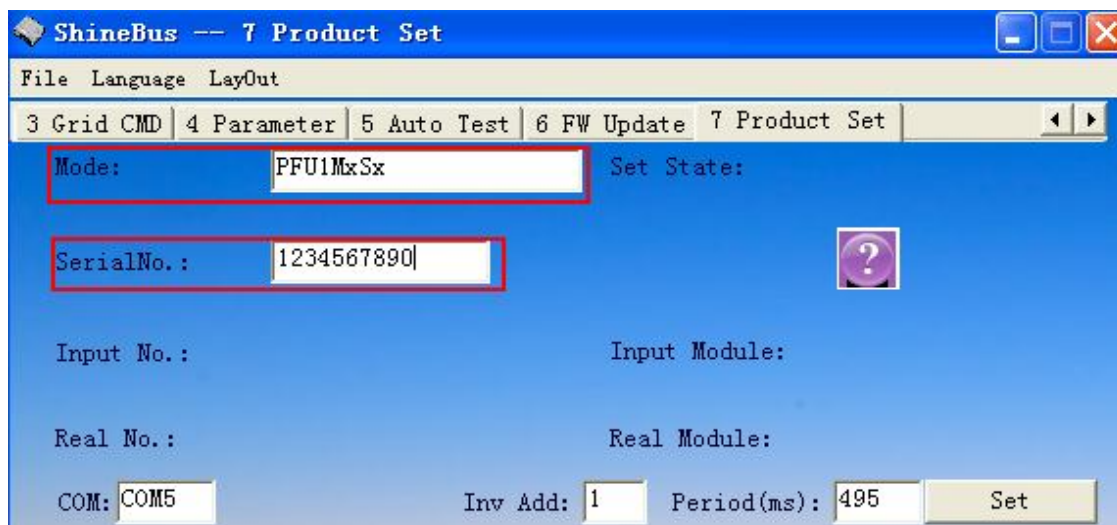 ShineBus -- 7 Product Set
File Language LayOut
3 Grid CMD 4 Parameter 5 Auto Test 6 FW Update 7 Product Set
Mode: PFU1MxSx Set State:
SerialNo.: 1234567890
?
Input No.: Input Module:
Real No.: Real Module:
COM: COM5 Inv Add: 1 Period(ms): 495 Set